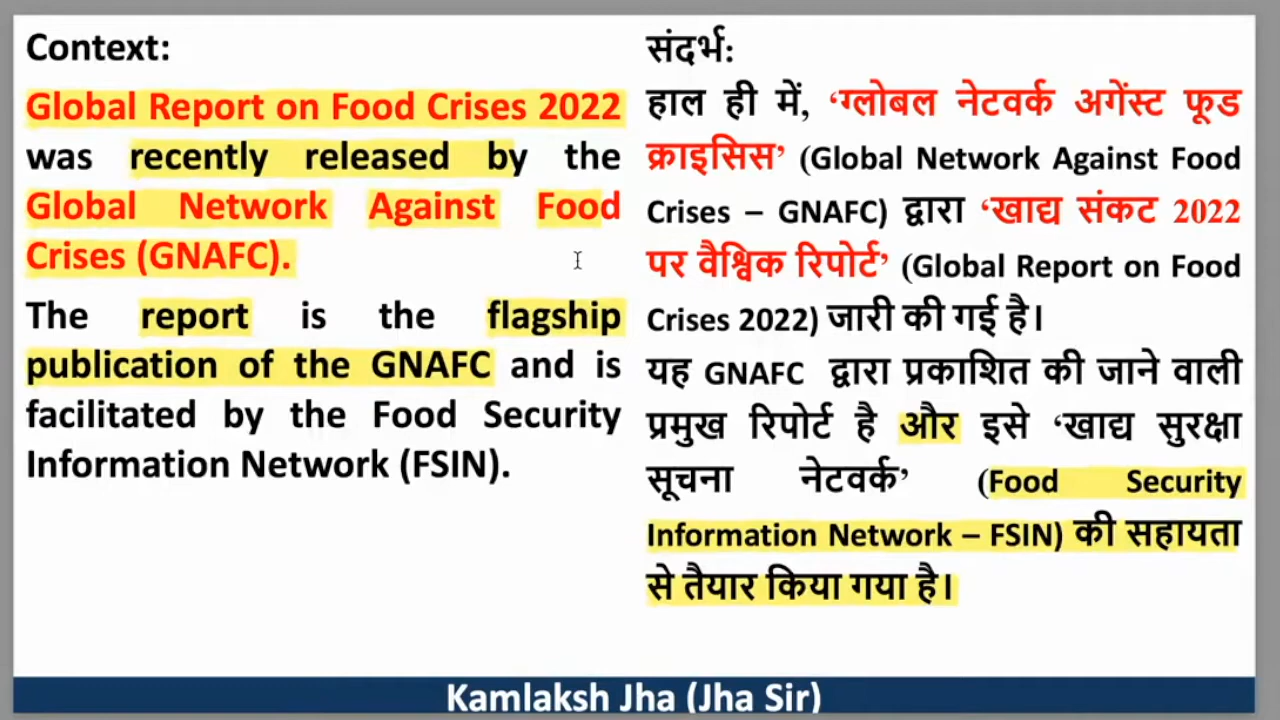 Context:
Global Report on Food Crises 2022
was recently released by the
Global Network Against Food
Crises (GNAFC).
The report is the flagship
publication of the GNAFC and is
facilitated by the Food Security
Information Network (FSIN).
संदर्भ:
हाल ही में, ‘ग्लोबल नेटवर्क अगेंस्ट फूड
क्राइसिस’ (Global Network Against Food
Crises – GNAFC) द्वारा ‘खाद्य संकट 2022
पर वैश्विक रिपोर्ट’ (Global Report on Food
Crises 2022) जारी की गई है।
यह GNAFC द्वारा प्रकाशित की जाने वाली
प्रमुख रिपोर्ट है और इसे ‘खाद्य सुरक्षा
सूचना नेटवर्क’ (Food Security
Information Network – FSIN) की सहायता
से तैयार किया गया है।
Kamlaksh Jha (Jha Sir)